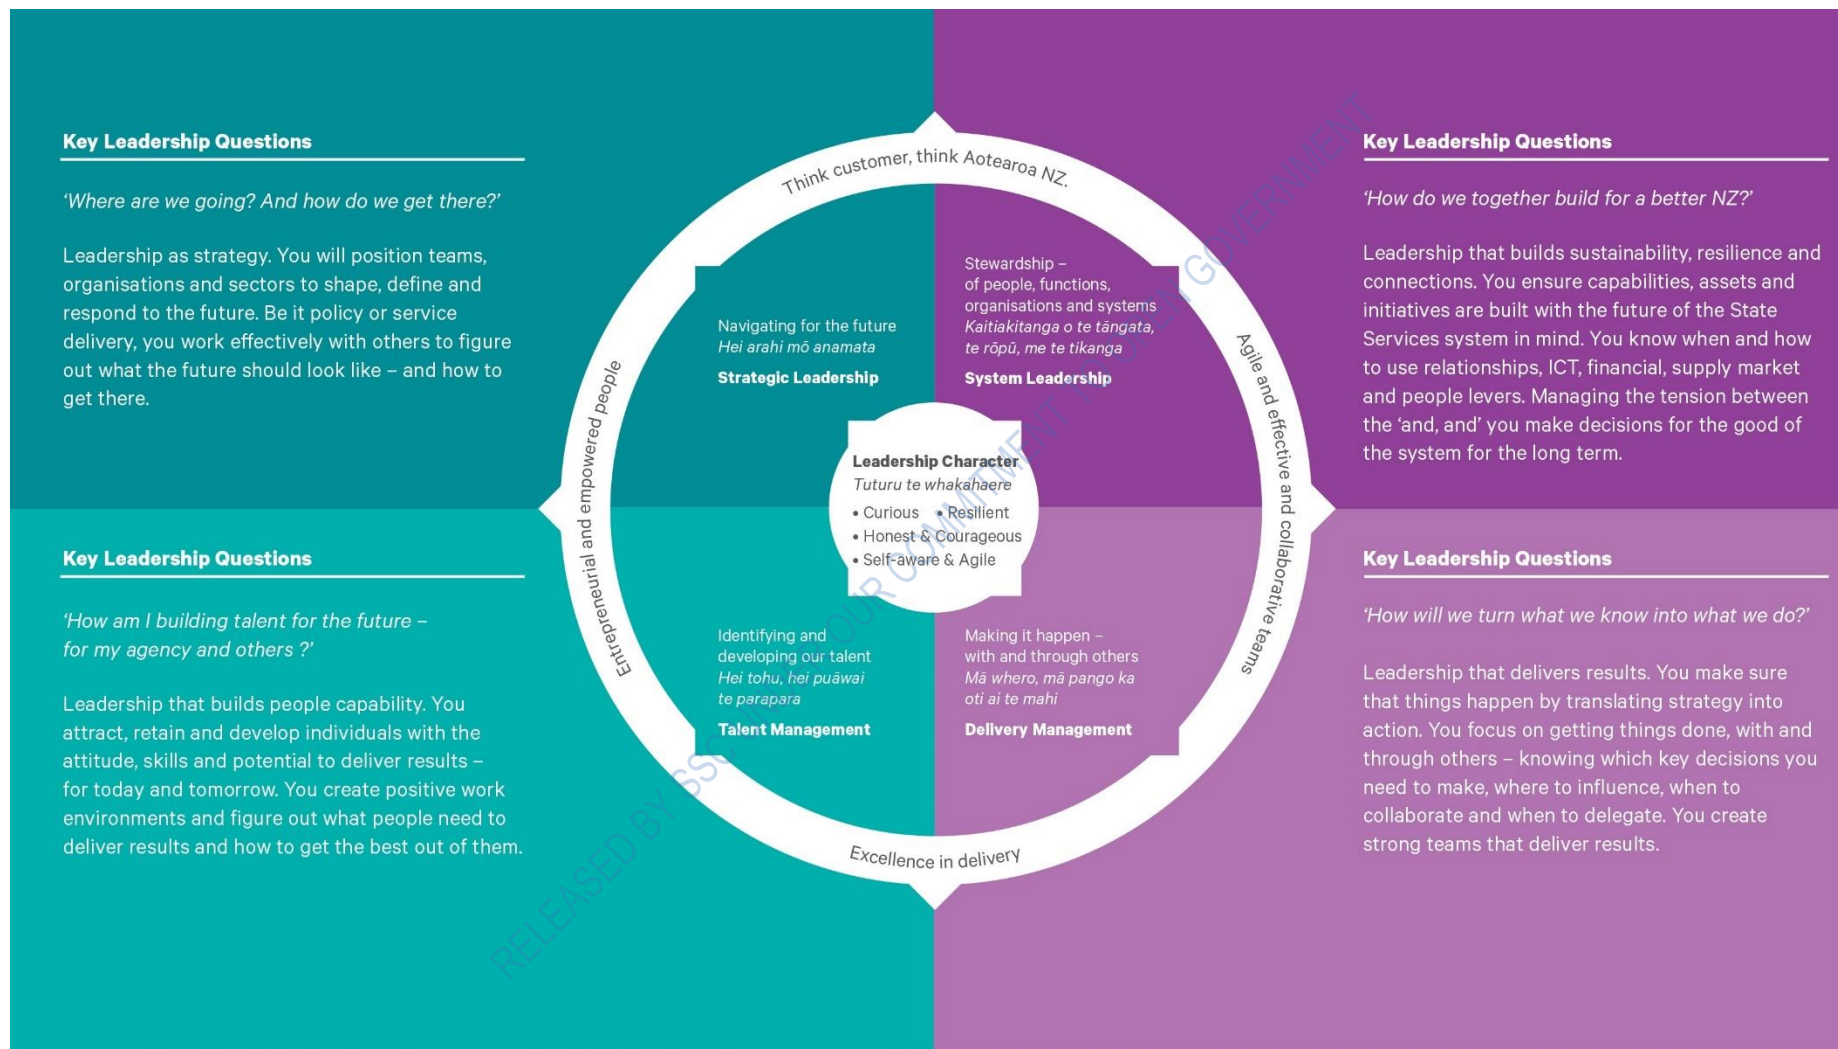 Key Leadership Questions
‘Where are we going? And how do we get there?’
Leadership as strategy. You will position teams,
organisations and sectors to shape, define and
respond to the future. Be it policy or service
delivery, you work effectively with others to figure
out what the future should look like – and how to
get there.
Key Leadership Questions
‘How do we together build for a better NZ?’
Leadership that builds sustainability, resilience and
connections. You ensure capabilities, assets and
initiatives are built with the future of the State
Services system in mind. You know when and how
to use relationships, ICT, financial, supply market
and people levers. Managing the tension between
the ‘and, and’ you make decisions for the good of
the system for the long term.
Key Leadership Questions
‘How am I building talent for the future –
for my agency and others ?’
Leadership that builds people capability. You
attract, retain and develop individuals with the
attitude, skills and potential to deliver results –
for today and tomorrow. You create positive work
environments and figure out what people need to
deliver results and how to get the best out of them.
Key Leadership Questions
‘How will we turn what we know into what we do?’
Leadership that delivers results. You make sure
that things happen by translating strategy into
action. You focus on getting things done, with and
through others – knowing which key decisions you
need to make, where to influence, when to
collaborate and when to delegate. You create
strong teams that deliver results.
Think customer, think Aotearoa NZ.
Agile and effective and collaborative teams
Excellence in delivery
Entrepreneurial and empowered people
Navigating for the future
Hei arahi mō anamata
Strategic Leadership
Stewardship –
of people, functions,
organisations and systems
Kaitiakitanga o te tāngata,
te rōpū, me te tikanga
System Leadership
Leadership Character
Tuturu te whakahaere
• Curious • Resilient
• Honest & Courageous
• Self-aware & Agile
Identifying and
developing our talent
Hei tohu, hei puāwai
te parapara
Talent Management
Making it happen –
with and through others
Mā whero, mā pango ka
oti ai te mahi
Delivery Management
RELEASED BY SSC UNDER OUR COMMITMENT GOVERNMENT